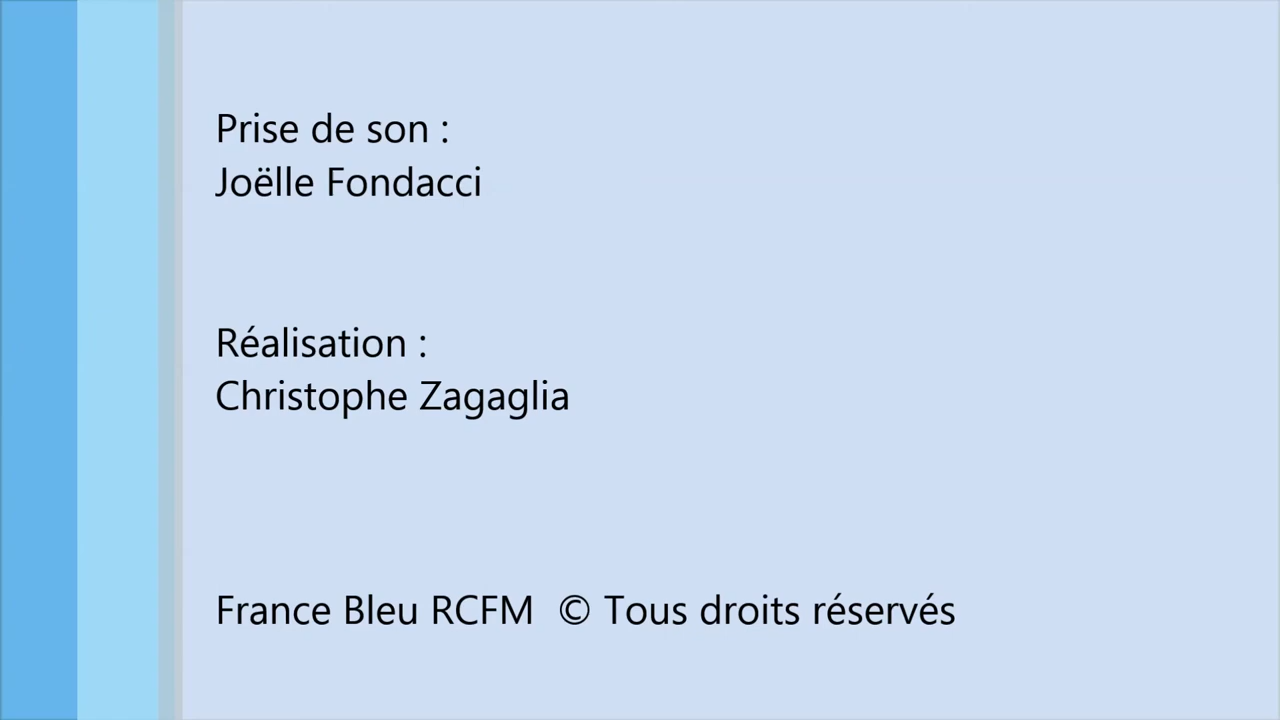 Prise de son :
Joëlle Fondacci
Réalisation :
Christophe Zagaglia
France Bleu RCFM  © Tous droits réservés